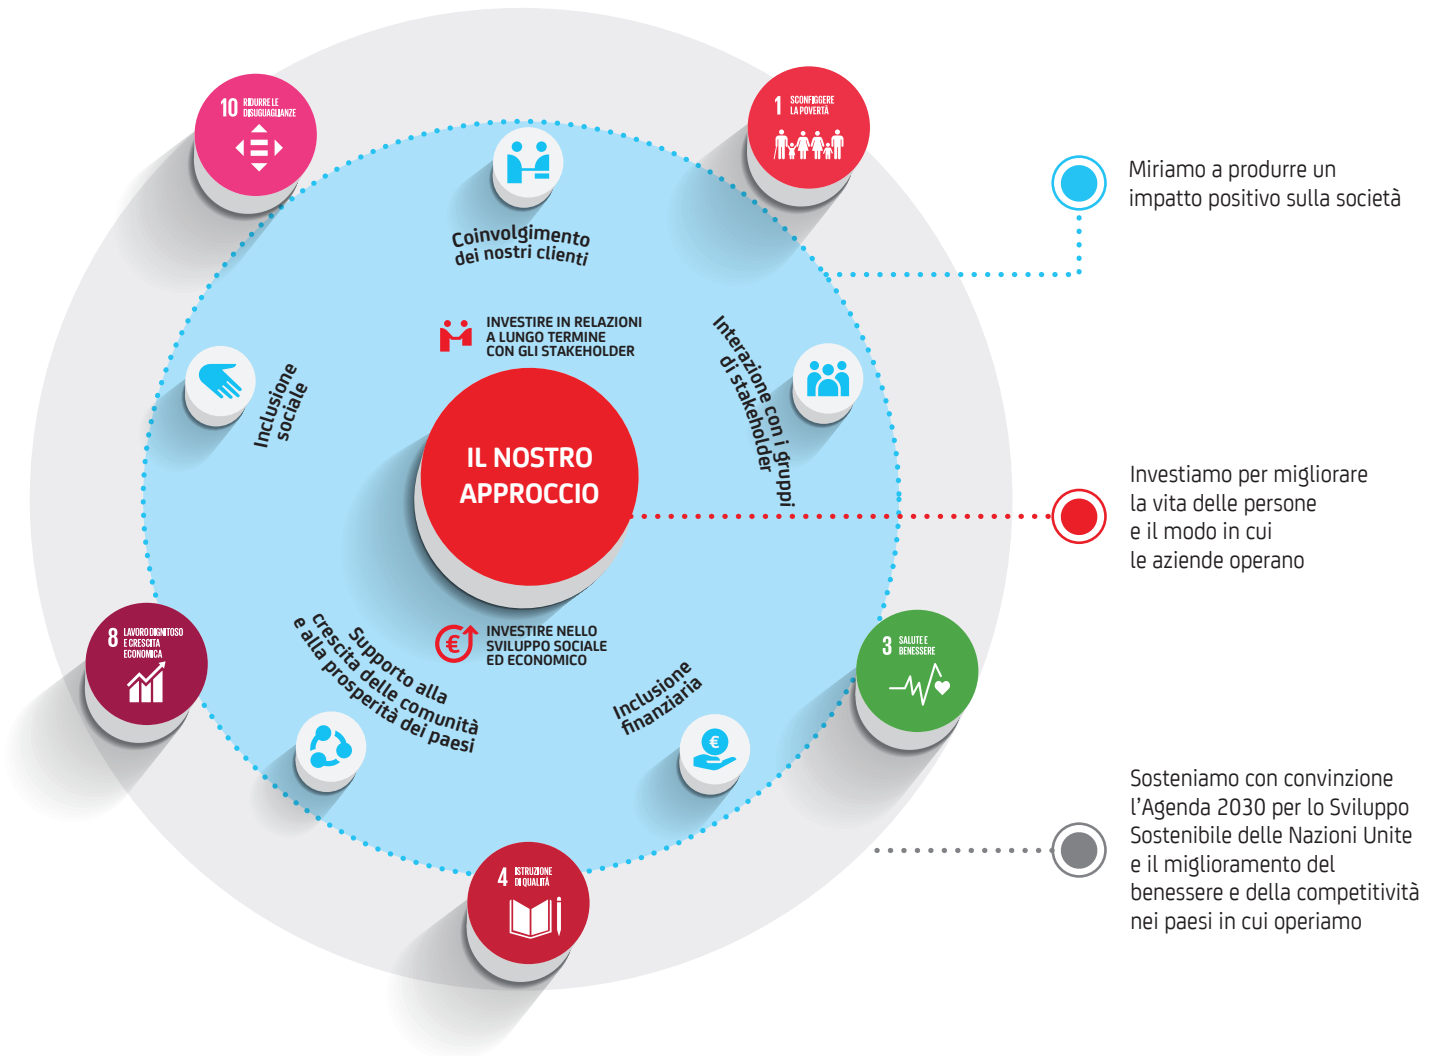 10 RIDURRE LE
DISUGUAGLIANZE
1 SCONFIGGERE
LA POVERTÀ
Coinvolgimento
dei nostri clienti
INVESTIRE IN RELAZIONI
A LUNGO TERMINE
CON GLI STAKEHOLDER
Inclusione
sociale
Interazione con i gruppi
di stakeholder
IL NOSTRO
APPROCCIO
8 LAVORO DIGNITOSO
E CRESCITA
ECONOMICA
Supporto alla
crescita delle comunità
e alla prosperità dei paesi
€
INVESTIRE NELLO
SVILUPPO SOCIALE
ED ECONOMICO
Inclusione
finanziaria
€
3 SALUTE E
BENESSERE
4 ISTRUZIONE
DI QUALITÀ
Miriamo a produrre un
impatto positivo sulla società
Investiamo per migliorare
la vita delle persone
e il modo in cui
le aziende operano
Sosteniamo con convinzione
l'Agenda 2030 per lo Sviluppo
Sostenibile delle Nazioni Unite
e il miglioramento del
benessere e della competitività
nei paesi in cui operiamo